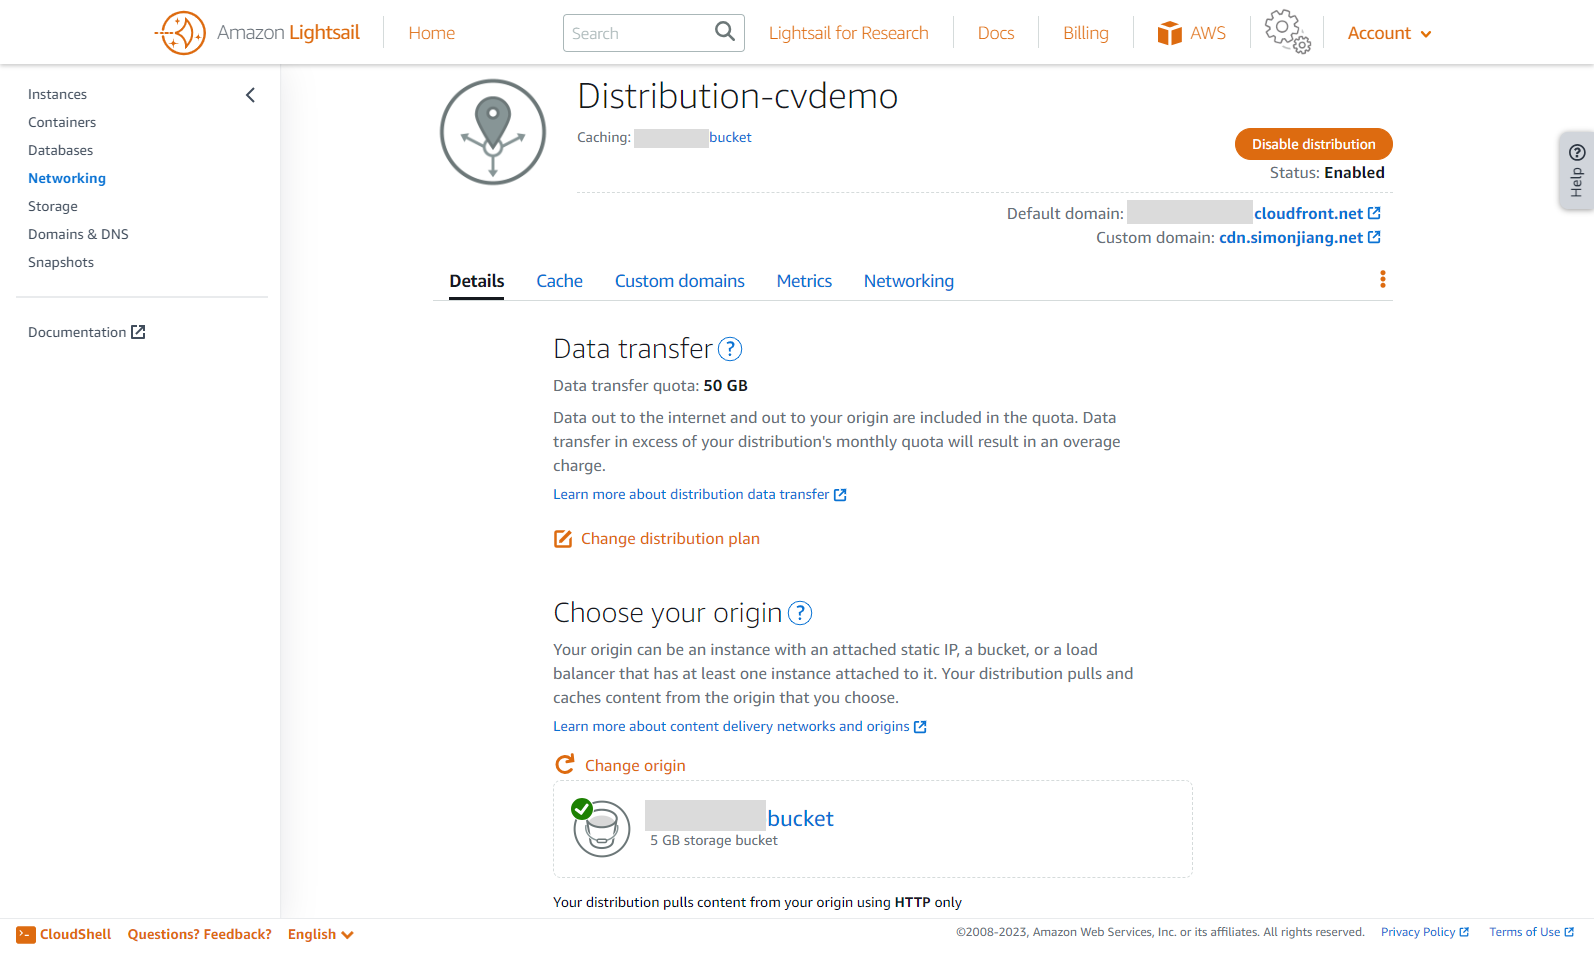 Amazon Lightsail
Home
Search
Lightsail for Research
Docs
Billing
AWS
Account
Instances
Containers
Databases
Networking
Storage
Domains & DNS
Snapshots
Documentation
Distribution-cvdemo
Caching: bucket
Disable distribution
Status: Enabled
Default domain: cloudfront.net
Custom domain: cdn.simonjiang.net
Help
Details
Cache
Custom domains
Metrics
Networking
Data transfer ?
Data transfer quota: 50 GB
Data out to the internet and out to your origin are included in the quota. Data
transfer in excess of your distribution's monthly quota will result in an overage
charge.
Learn more about distribution data transfer
Change distribution plan
Choose your origin ?
Your origin can be an instance with an attached static IP, a bucket, or a load
balancer that has at least one instance attached to it. Your distribution pulls and
caches content from the origin that you choose.
Learn more about content delivery networks and origins
Change origin
bucket
5 GB storage bucket
Your distribution pulls content from your origin using HTTP only
CloudShell
Questions? Feedback?
English
©2008-2023, Amazon Web Services, Inc. or its affiliates. All rights reserved.
Privacy Policy
Terms of Use